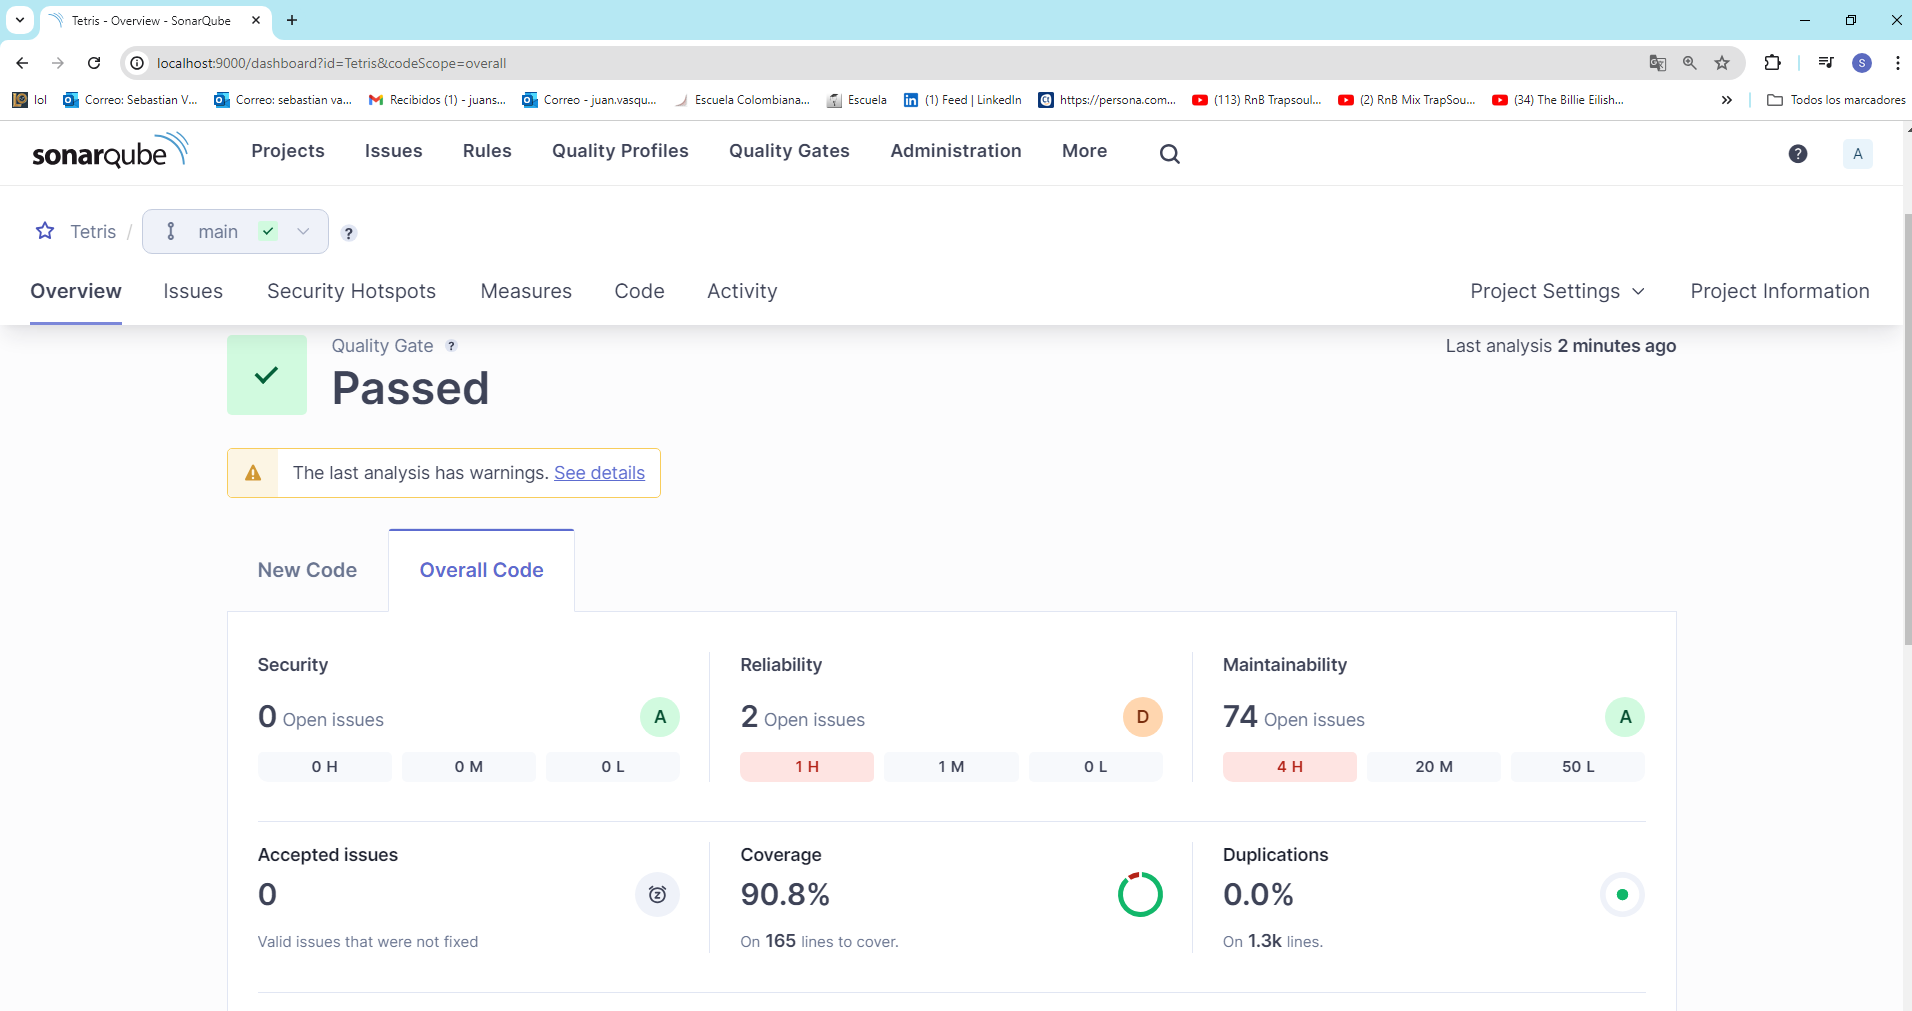 Tetris - Overview - SonarQube
localhost:9000/dashboard?id=Tetris&codeScope=overall
S
lol
Correo: Sebastian V...
Correo: sebastian va...
Recibidos (1) - juans...
Correo - juan.vasqu...
Escuela Colombiana...
Escuela
(1) Feed | LinkedIn
https://persona.com...
(113) RnB Trapsoul...
(2) RnB Mix TrapSou...
(34) The Billie Eilish...
Todos los marcadores
sonarqube
Projects
Issues
Rules
Quality Profiles
Quality Gates
Administration
More
?
A
Tetris / main ?
Overview
Issues
Security Hotspots
Measures
Code
Activity
Project Settings
Project Information
Quality Gate ?
Last analysis 2 minutes ago
Passed
The last analysis has warnings. See details
New Code
Overall Code
Security
0 Open issues
A
0 H
0 M
0 L
Reliability
2 Open issues
D
1 H
1 M
0 L
Maintainability
74 Open issues
A
4 H
20 M
50 L
Accepted issues
0
Valid issues that were not fixed
Coverage
90.8%
On 165 lines to cover.
Duplications
0.0%
On 1.3k lines.